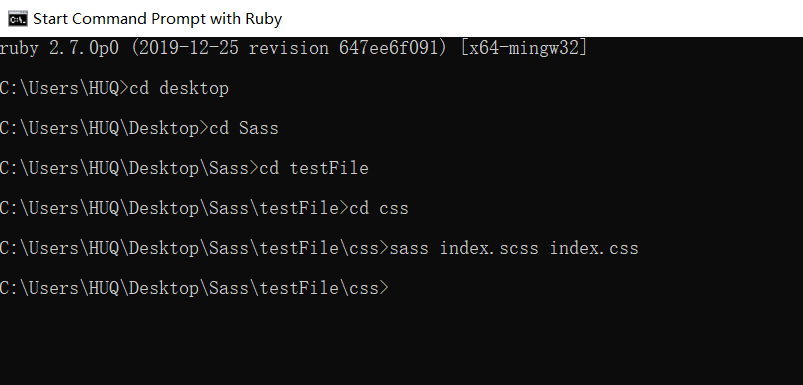 Start Command Prompt with Ruby
ruby 2.7.0p0 (2019-12-25 revision 647ee6f091) [x64-mingw32]
C:\Users\HUQ>cd desktop
C:\Users\HUQ\Desktop>cd Sass
C:\Users\HUQ\Desktop\Sass>cd testFile
C:\Users\HUQ\Desktop\Sass\testFile>cd css
C:\Users\HUQ\Desktop\Sass\testFile\css>sass index.scss index.css
C:\Users\HUQ\Desktop\Sass\testFile\css>